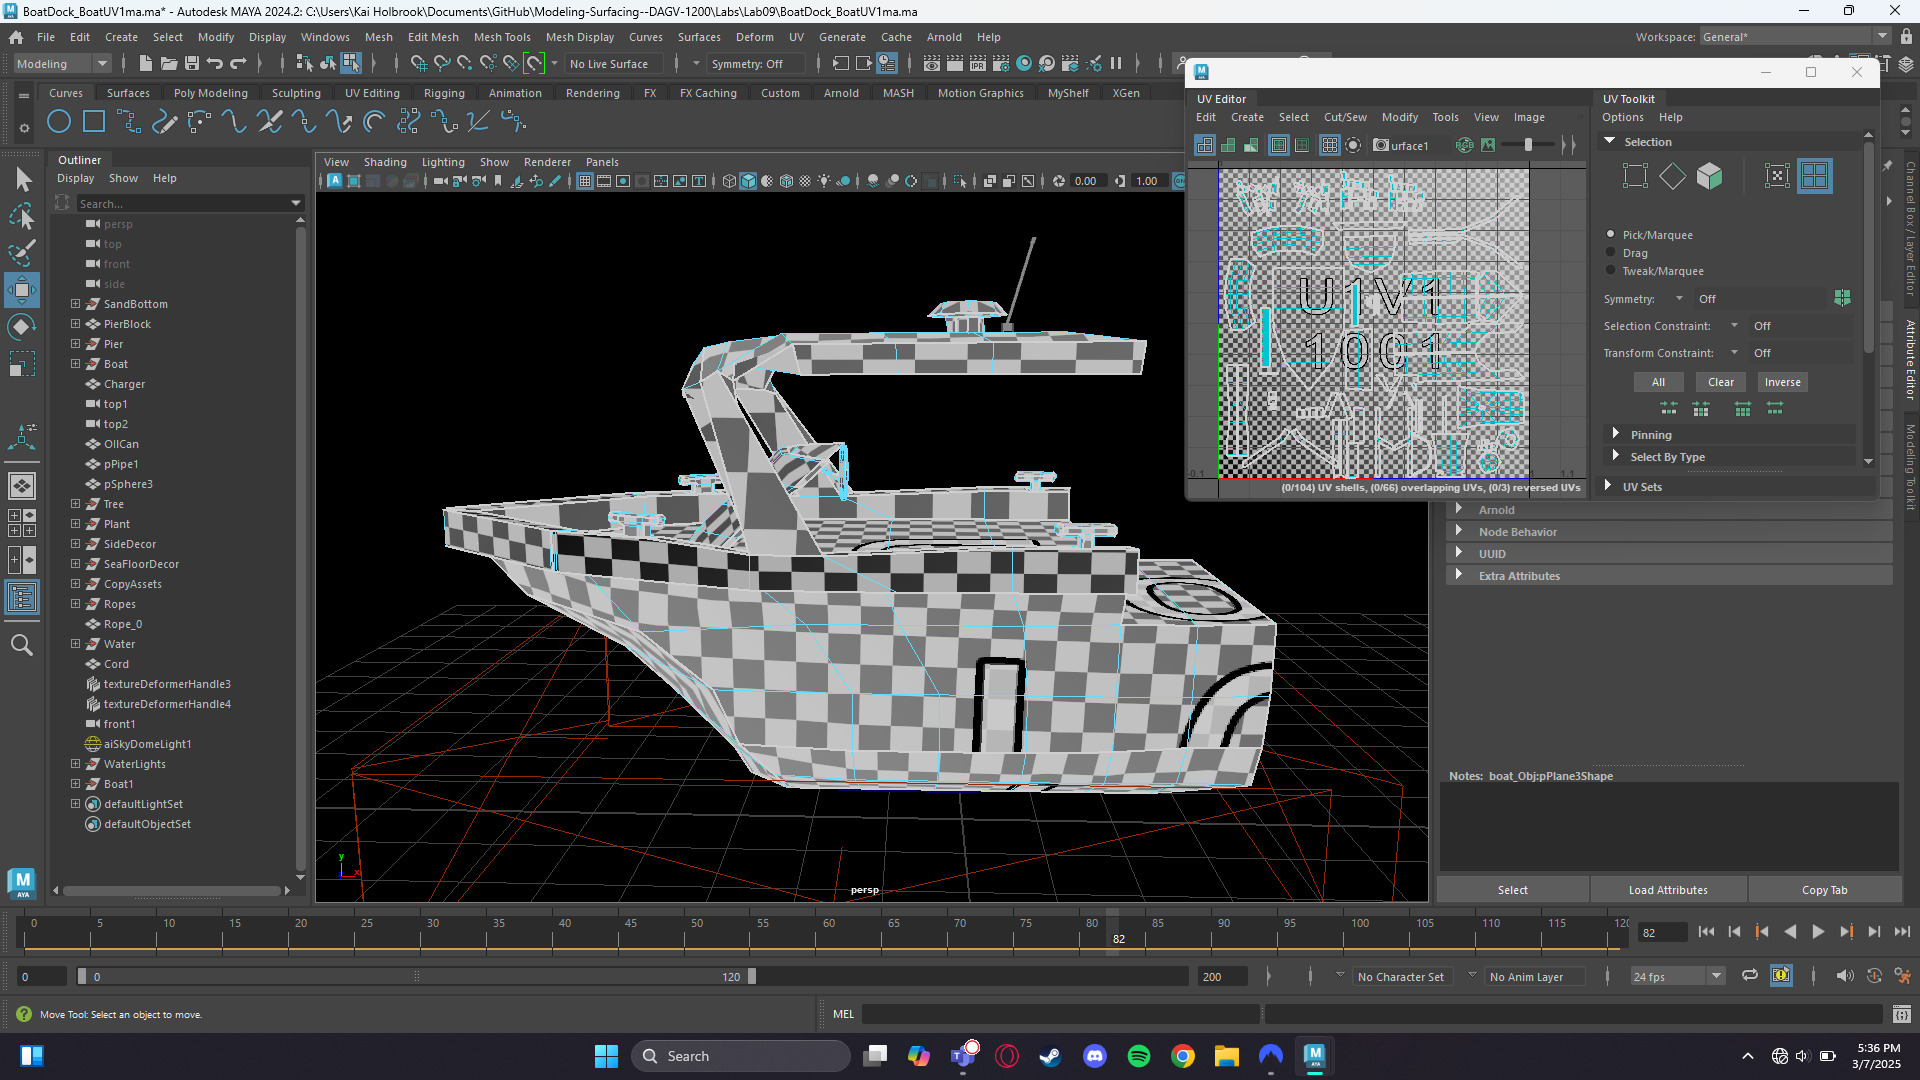 BoatDock_BoatUV1ma.ma* - Autodesk MAYA 2024.2: C:\Users\Kai Holbrook\Documents\GitHub\Modeling-Surfacing--DAGV-1200\Labs\Lab09\BoatDock_BoatUV1ma.ma
File Edit Create Select Modify Display Windows Mesh Edit Mesh Mesh Tools Mesh Display Curves Surfaces Deform UV Generate Cache Arnold Help
Workspace: General*
Modeling No Live Surface Symmetry: Off
Curves Surfaces Poly Modeling Sculpting UV Editing Rigging Animation Rendering FX FX Caching Custom Arnold MASH Motion Graphics MyShelf XGen
Outliner
Display Show Help
Search...
persp
top
front
side
SandBottom
PierBlock
Pier
Boat
Charger
top1
top2
OllCan
pPipe1
pSphere3
Tree
Plant
SideDecor
SeaFloorDecor
CopyAssets
Ropes
Rope_0
Water
Cord
textureDeformerHandle3
textureDeformerHandle4
front1
aiSkyDomeLight1
WaterLights
Boat1
defaultLightSet
defaultObjectSet
View Shading Lighting Show Renderer Panels
0.00 1.00
persp
UV Editor
Edit Create Select Cut/Sew Modify Tools View Image
urface1
U1V1
1001
-0.1 1 1.1
(0/104) UV shells, (0/66) overlapping UVs, (0/3) reversed UVs
UV Toolkit
Options Help
Selection
Pick/Marquee
Drag
Tweak/Marquee
Symmetry: Off
Selection Constraint: Off
Transform Constraint: Off
All Clear Inverse
Pinning
Select By Type
UV Sets
Arnold
Node Behavior
UUID
Extra Attributes
Notes: boat_Obj:pPlane3Shape
Select Load Attributes Copy Tab
Channel Box / Layer Editor
Attribute Editor
Modeling Toolkit
0 5 10 15 20 25 30 35 40 45 50 55 60 65 70 75 80 85 90 95 100 105 110 115 120
82
82
0 0 120 200 No Character Set No Anim Layer 24 fps
Move Tool: Select an object to move.
MEL
MAYA
Search
5:36 PM
3/7/2025